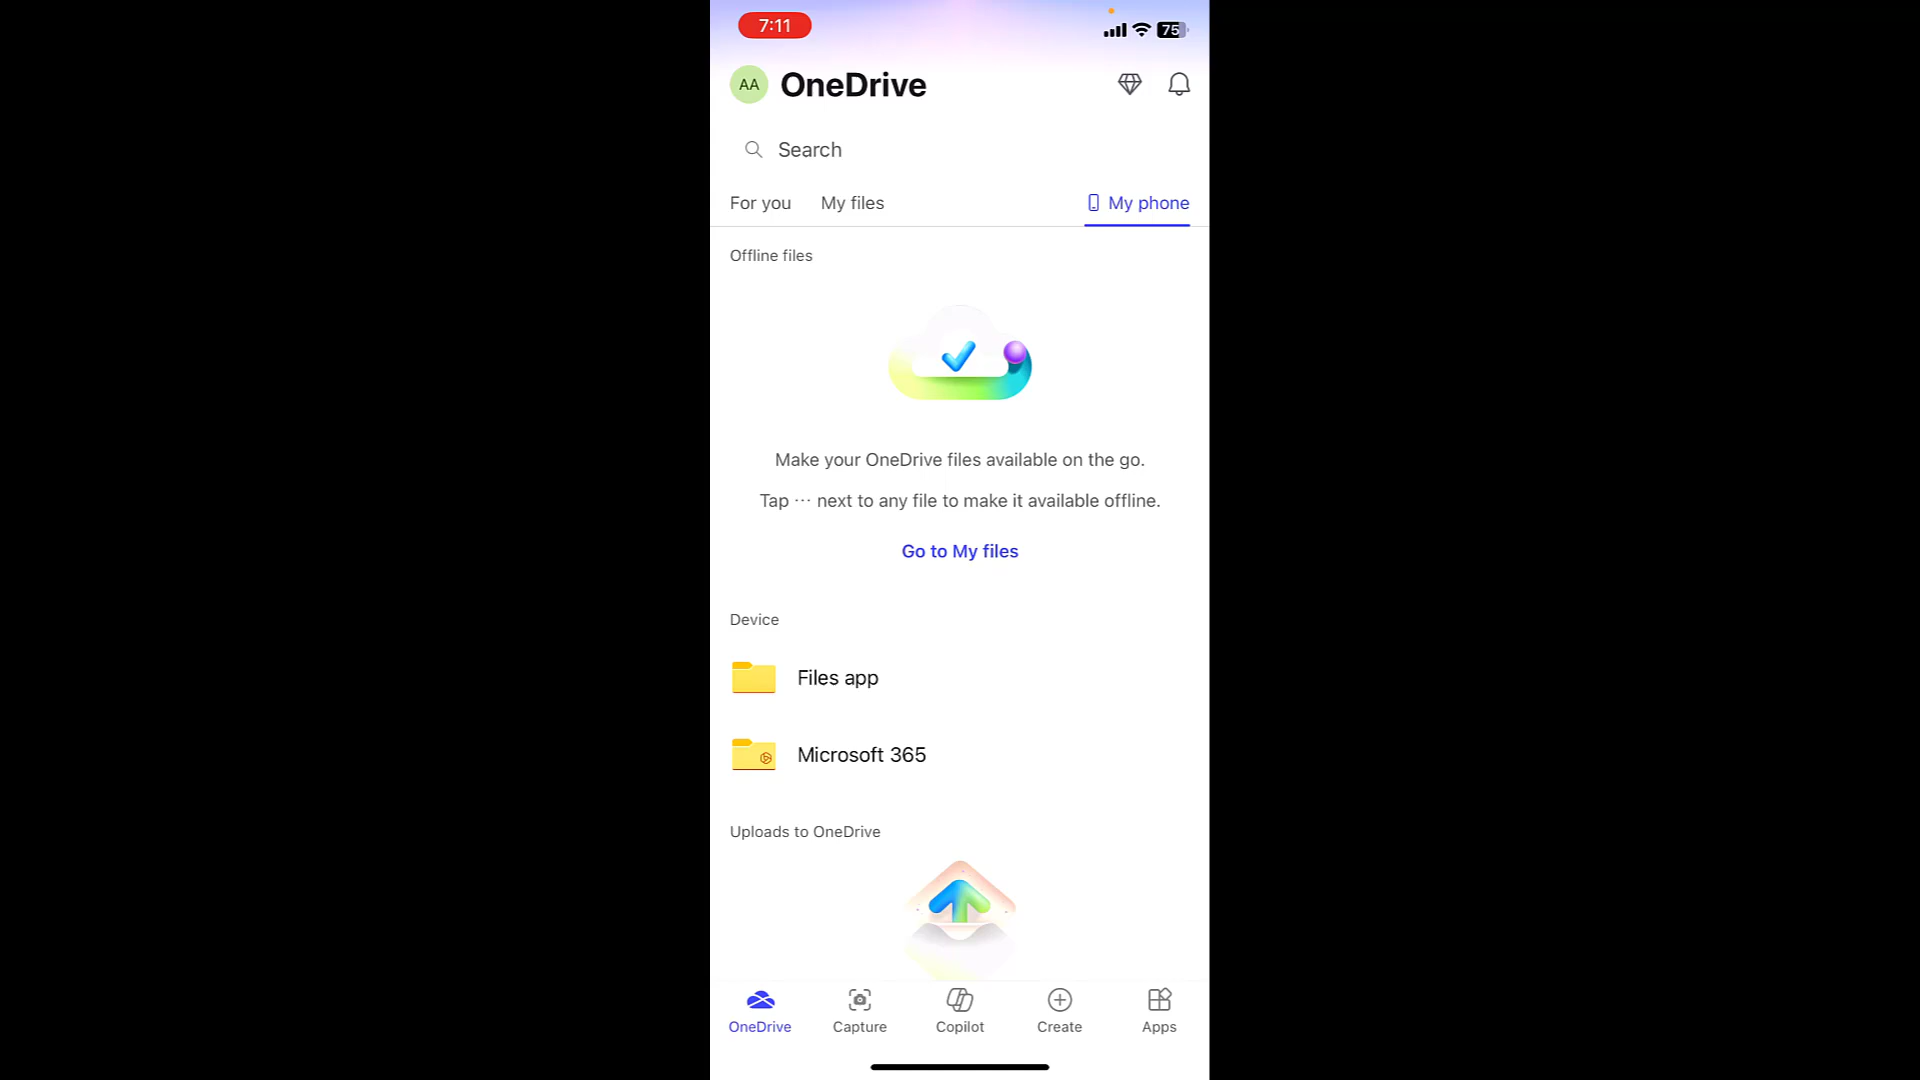 7:11
75
AA OneDrive
Search
For you My files My phone
Offline files
Make your OneDrive files available on the go.
Tap ··· next to any file to make it available offline.
Go to My files
Device
Files app
Microsoft 365
Uploads to OneDrive
OneDrive Capture Copilot Create Apps